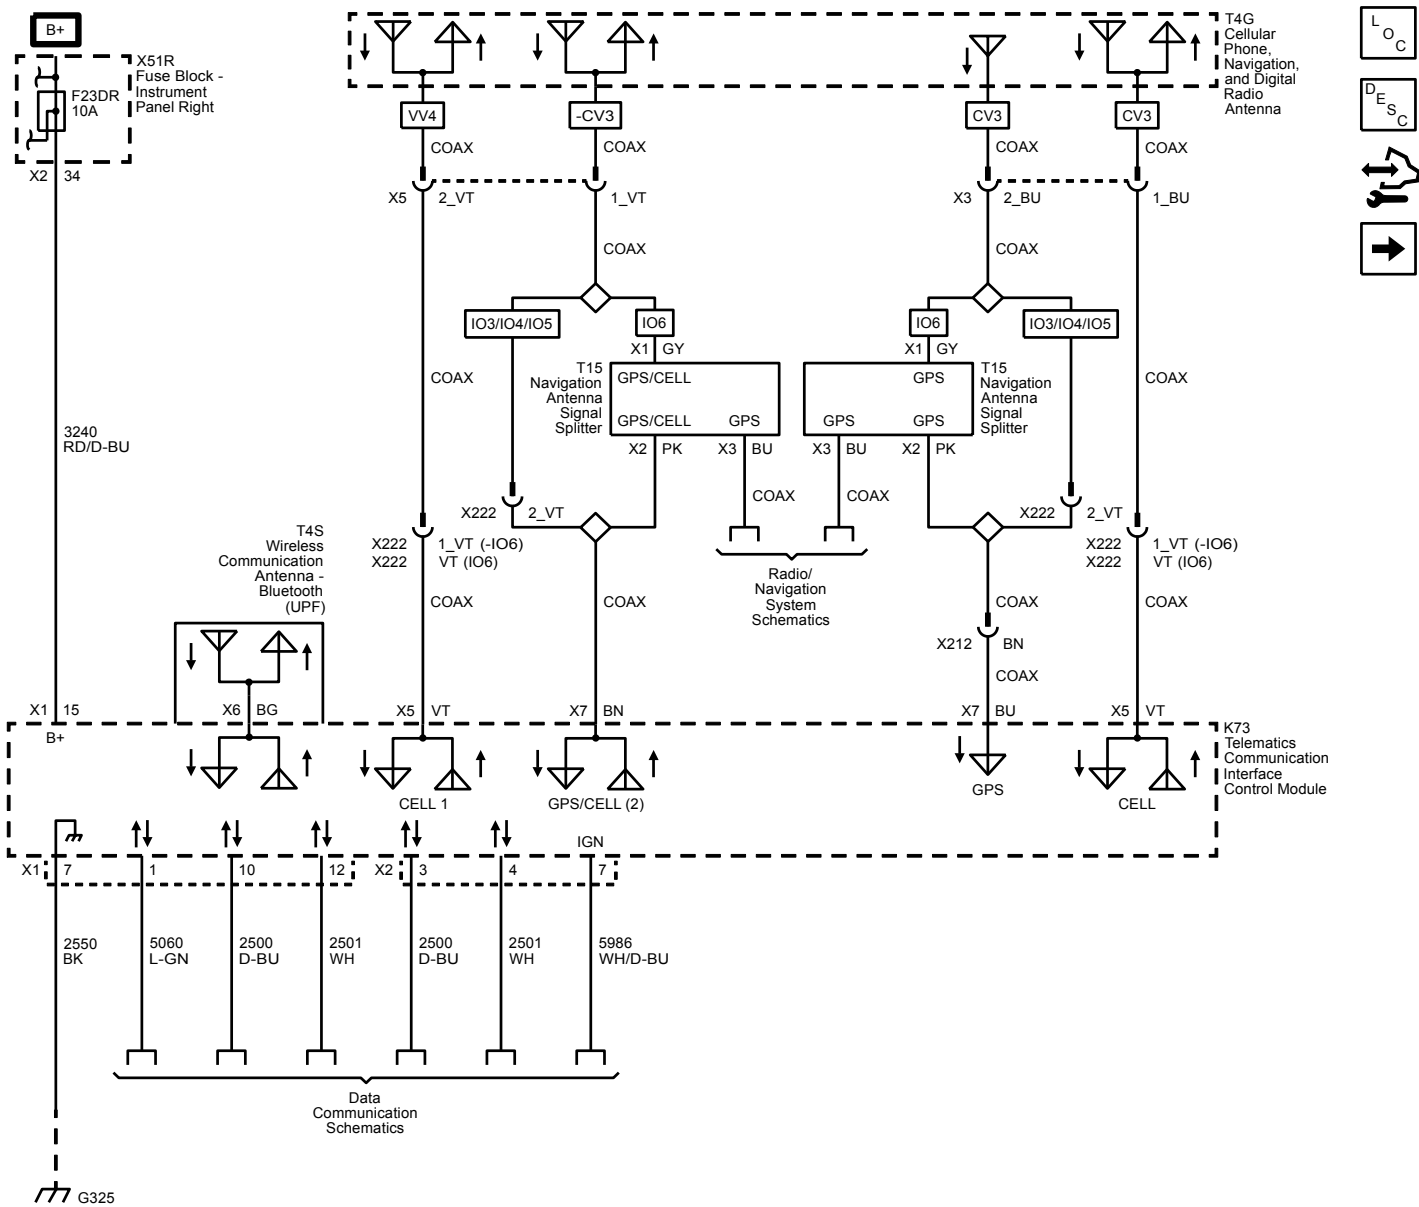 B+
X51R
Fuse Block -
Instrument
Panel Right
F23DR
10A
X2 34
T4G
Cellular
Phone,
Navigation,
and Digital
Radio
Antenna
LOC
DESC
VV4
-CV3
CV3
CV3
COAX
COAX
COAX
COAX
X5 2_VT
1_VT
X3 2_BU
1_BU
COAX
COAX
IO3/IO4/IO5
IO6
IO6
IO3/IO4/IO5
X1 GY
X1 GY
COAX
T15
Navigation
Antenna
Signal
Splitter
GPS/CELL
GPS/CELL
GPS
GPS
GPS
GPS
T15
Navigation
Antenna
Signal
Splitter
COAX
3240
RD/D-BU
X2 PK
X3 BU
X3 BU
X2 PK
COAX
COAX
X222 2_VT
X222 2_VT
X222 1_VT (-IO6)
X222 VT (IO6)
X222 1_VT (-IO6)
X222 VT (IO6)
T4S
Wireless
Communication
Antenna -
Bluetooth
(UPF)
Radio/
Navigation
System
Schematics
COAX
COAX
COAX
COAX
X212 BN
COAX
X1 15
X6 BG
X5 VT
X7 BN
X7 BU
X5 VT
K73
Telematics
Communication
Interface
Control Module
B+
CELL 1
GPS/CELL (2)
GPS
CELL
IGN
X1 7
1
10
12
X2 3
4
7
2550
BK
5060
L-GN
2500
D-BU
2501
WH
2500
D-BU
2501
WH
5986
WH/D-BU
Data
Communication
Schematics
G325